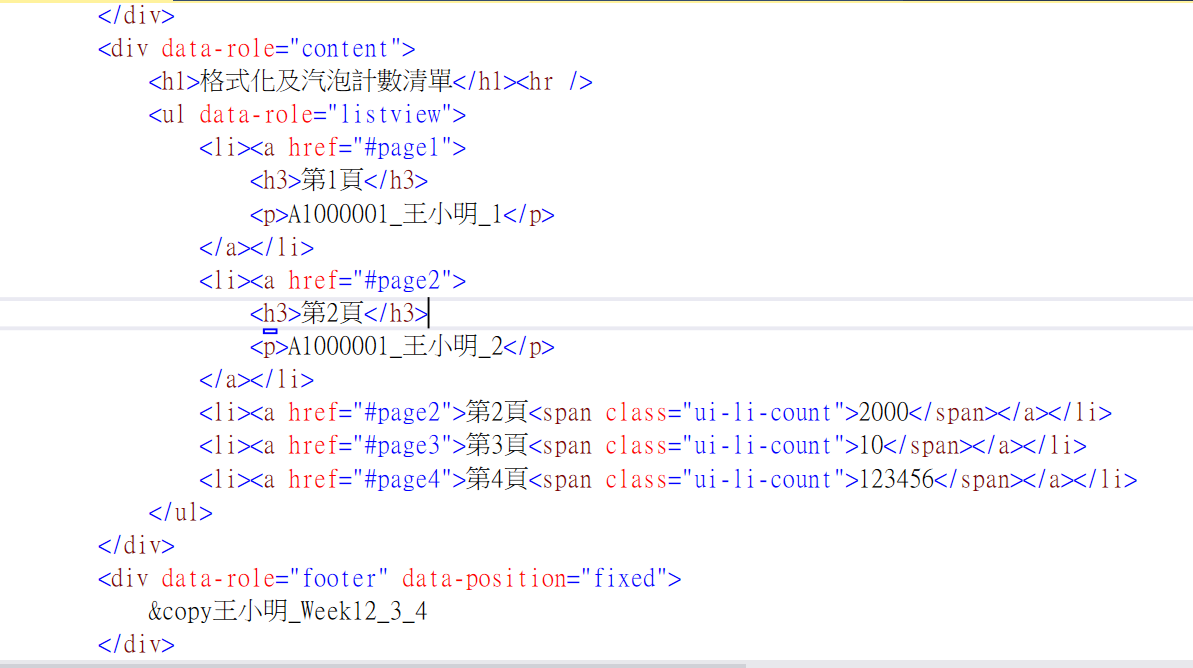 </div>
<div data-role="content">
<h1>格式化及汽泡計數清單</h1><hr />
<ul data-role="listview">
<li><a href="#page1">
<h3>第1頁</h3>
<p>A1000001_王小明_1</p>
</a></li>
<li><a href="#page2">
<h3>第2頁</h3>
<p>A1000001_王小明_2</p>
</a></li>
<li><a href="#page2">第2頁<span class="ui-li-count">2000</span></a></li>
<li><a href="#page3">第3頁<span class="ui-li-count">10</span></a></li>
<li><a href="#page4">第4頁<span class="ui-li-count">123456</span></a></li>
</ul>
</div>
<div data-role="footer" data-position="fixed">
&copy王小明_Week12_3_4
</div>